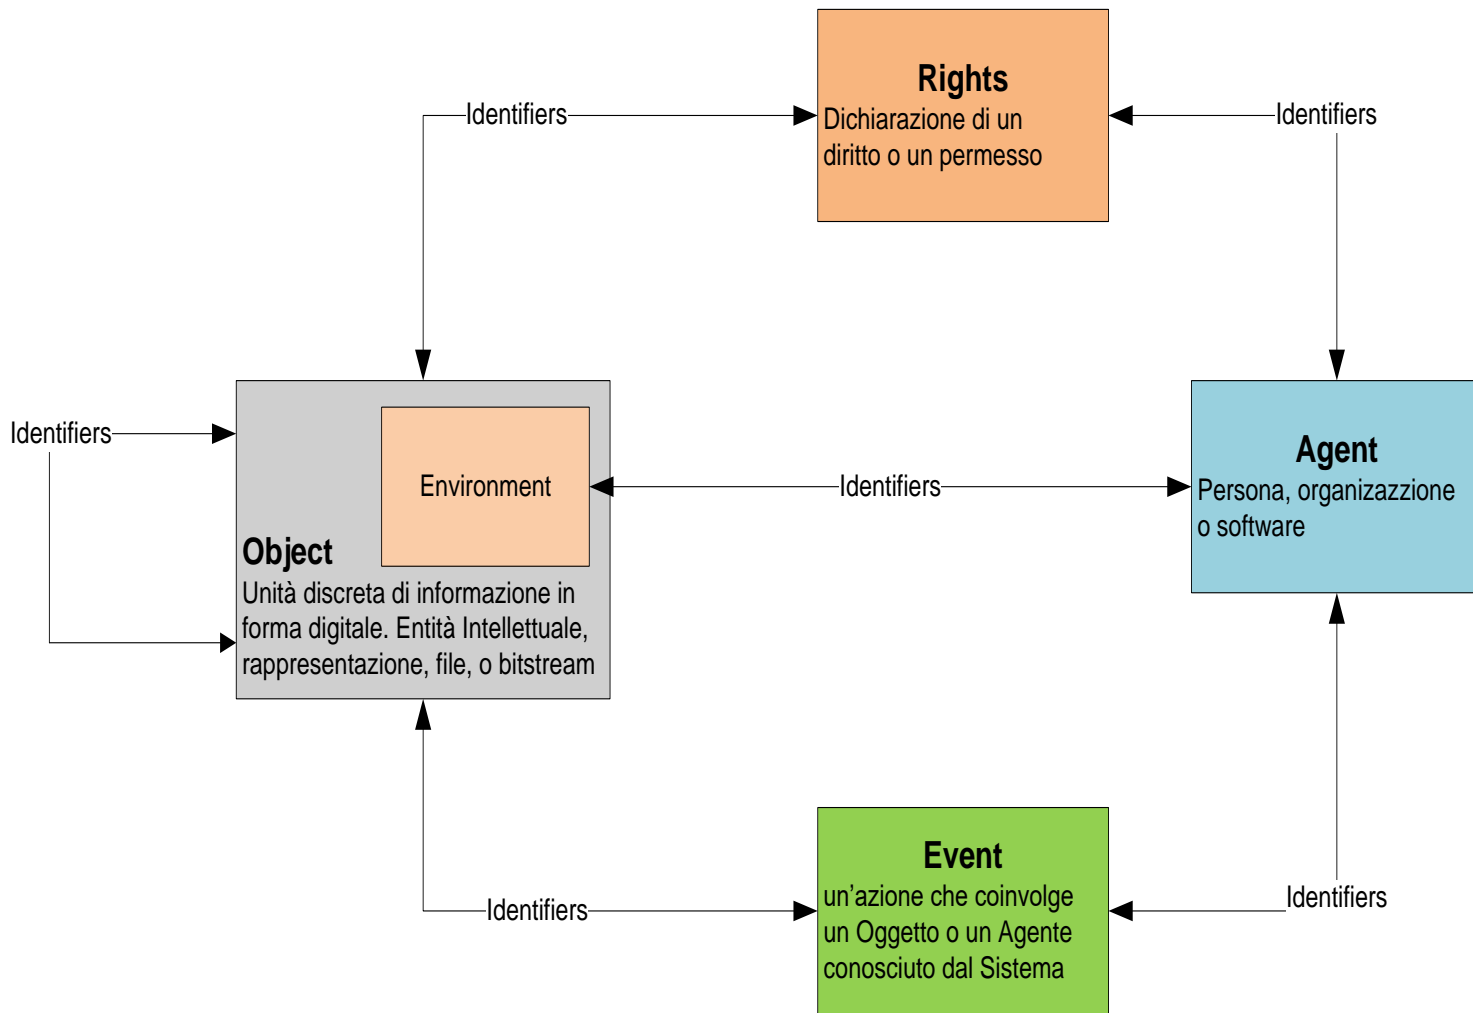 Rights
Dichiarazione di un
diritto o un permesso
Identifiers
Identifiers
Identifiers
Environment
Object
Unità discreta di informazione in
forma digitale. Entità Intellettuale,
rappresentazione, file, o bitstream
Identifiers
Agent
Persona, organizazzione
o software
Event
un'azione che coinvolge
un Oggetto o un Agente
conosciuto dal Sistema
Identifiers
Identifiers